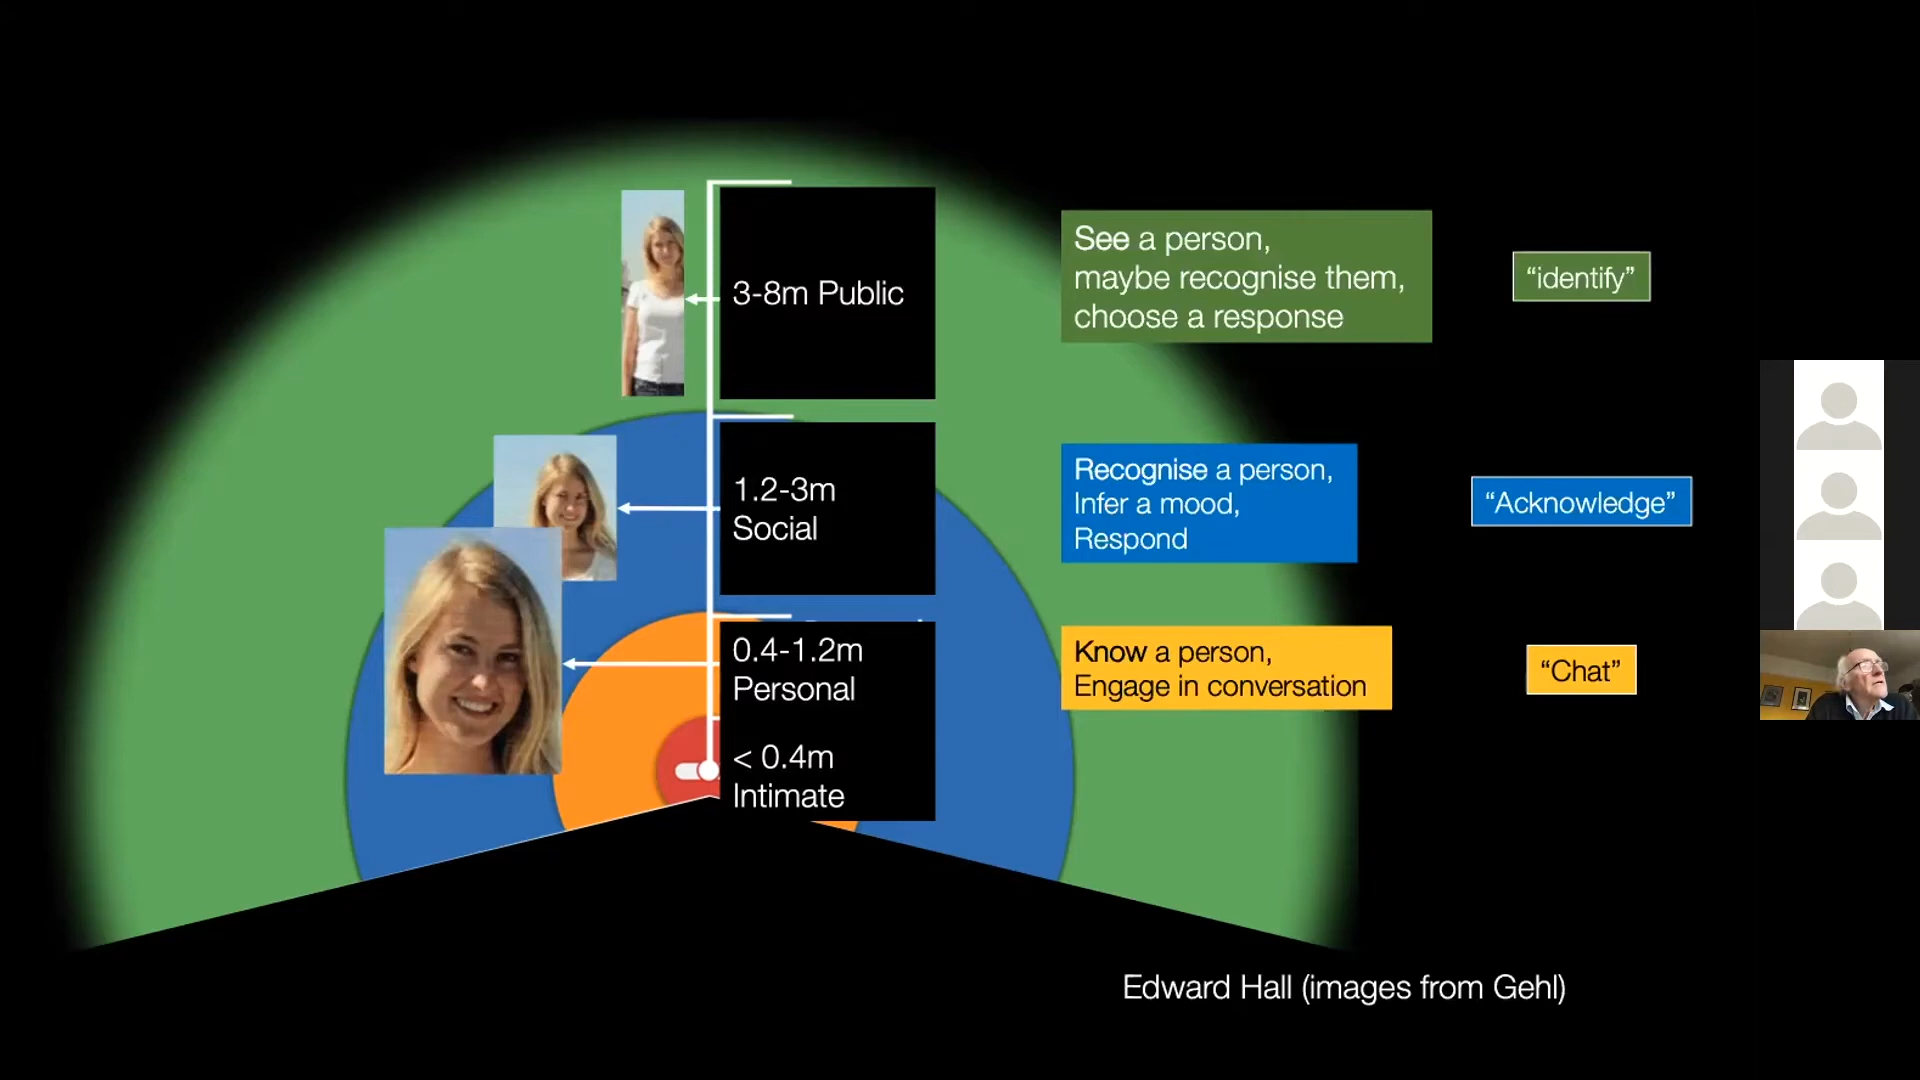 3-8m Public
See a person,
maybe recognise them,
choose a response
“identify”
1.2-3m
Social
Recognise a person,
Infer a mood,
Respond
“Acknowledge”
0.4-1.2m
Personal
Know a person,
Engage in conversation
“Chat”
< 0.4m
Intimate
Edward Hall (images from Gehl)